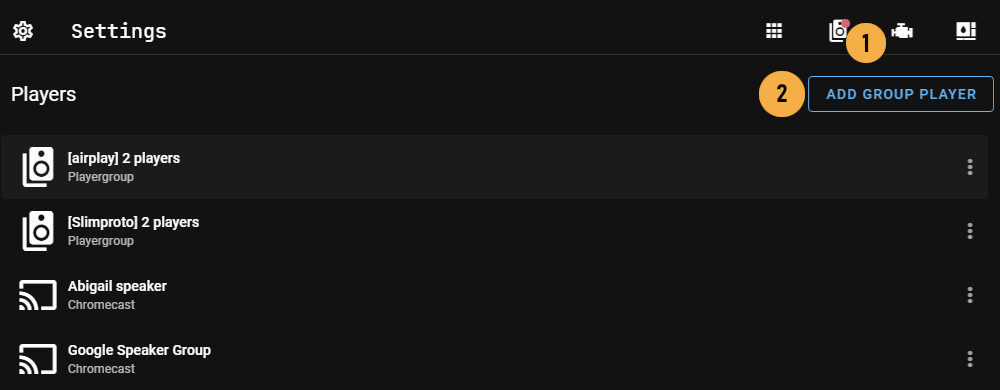 Settings
1
Players
2
ADD GROUP PLAYER
[airplay] 2 players
Playergroup
[Slimproto] 2 players
Playergroup
Abigail speaker
Chromecast
Google Speaker Group
Chromecast